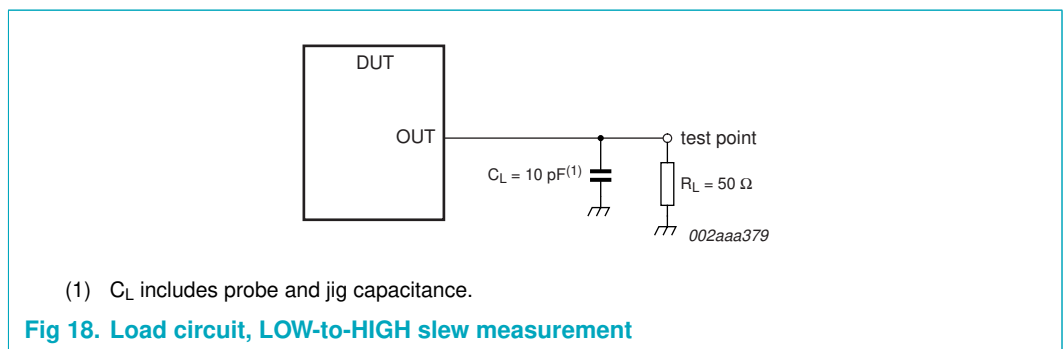 DUT
OUT
test point
C_L = 10 pF(1)
R_L = 50 Ω
002aaa379
(1) C_L includes probe and jig capacitance.
Fig 18. Load circuit, LOW-to-HIGH slew measurement